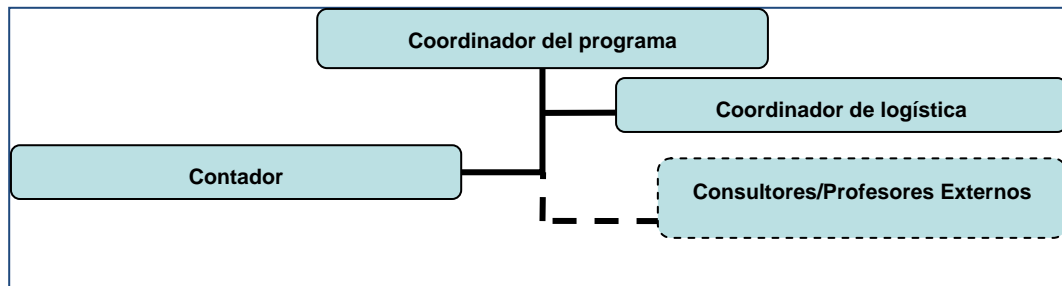 Coordinador del programa
Coordinador de logística
Contador
Consultores/Profesores Externos